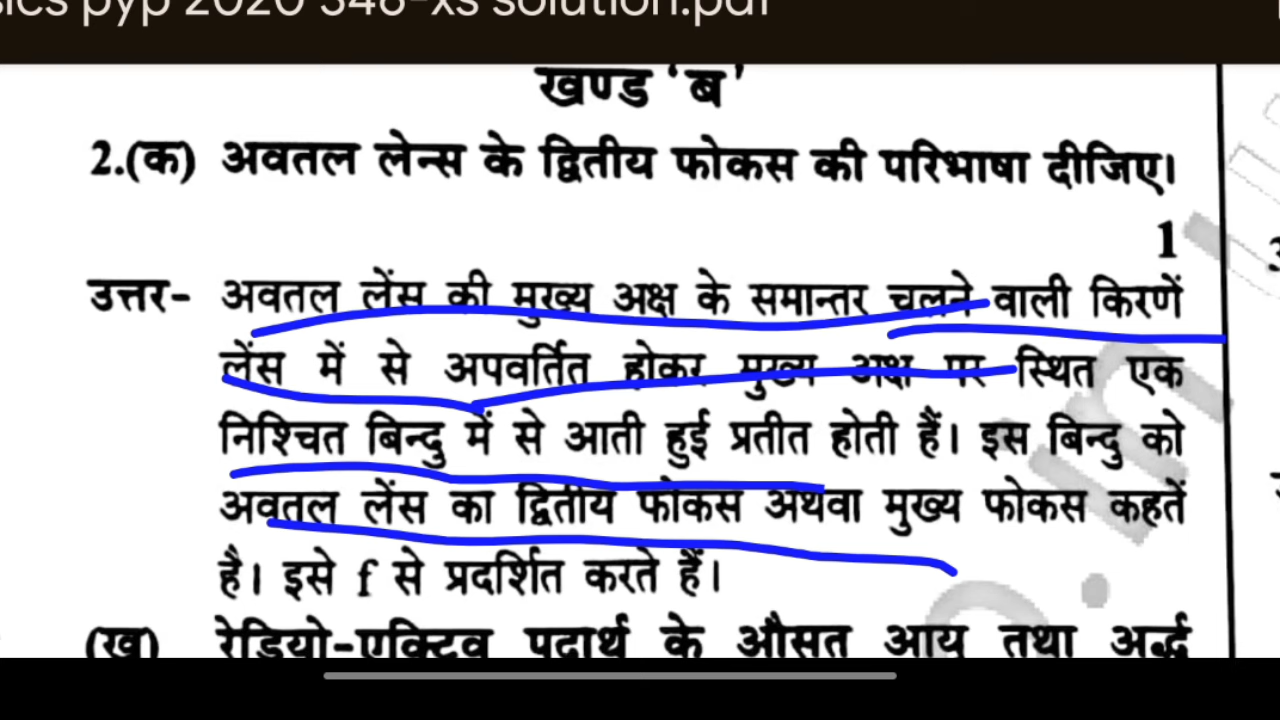 pyp 2020 348-xs solution.pdf
खण्ड 'ब'
2.(क) अवतल लेन्स के द्वितीय फोकस की परिभाषा दीजिए।
1
उत्तर- अवतल लेंस की मुख्य अक्ष के समान्तर चलने वाली किरणें
लेंस में से अपवर्तित होकर मुख्य अक्ष पर स्थित एक
निश्चित बिन्दु में से आती हुई प्रतीत होती हैं। इस बिन्दु को
अवतल लेंस का द्वितीय फोकस अथवा मुख्य फोकस कहतें
है। इसे f से प्रदर्शित करते हैं।
(ख) रेडियो-एक्टिव पदार्थ के औसत आयु तथा अर्द्ध